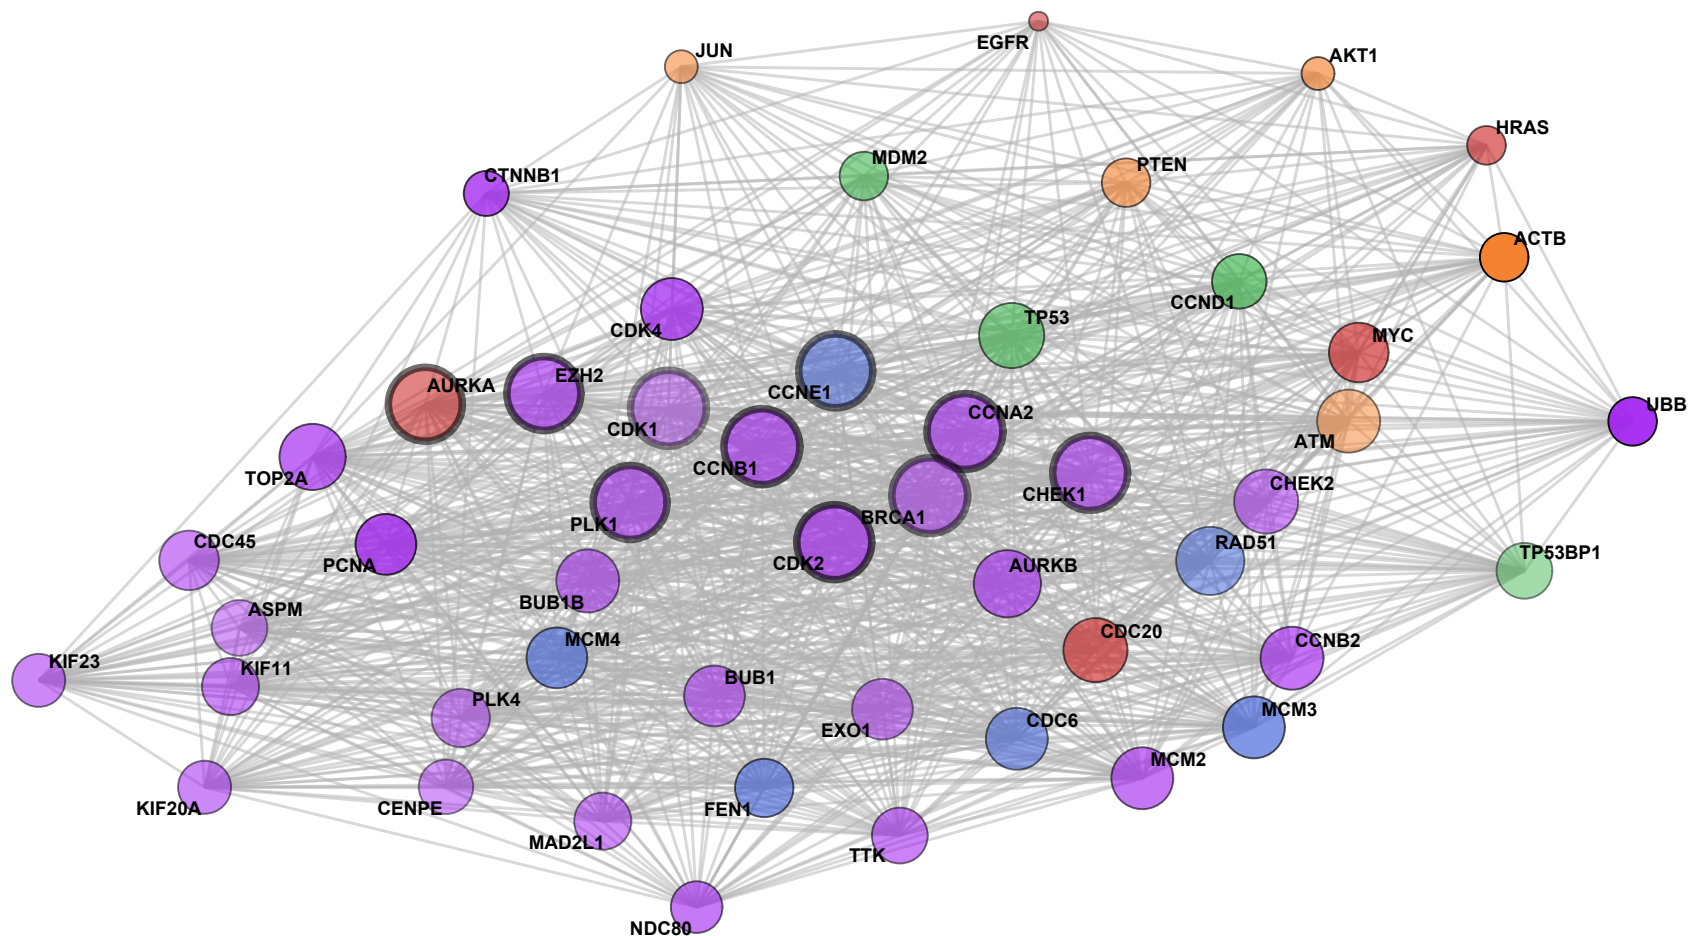 EGFR
JUN
AKT1
HRAS
MDM2
PTEN
CTNNB1
ACTB
CCND1
TP53
CDK4
MYC
EZH2
AURKA
CCNE1
UBB
CCNA2
CDK1
ATM
CCNB1
TOP2A
CHEK2
CHEK1
BRCA1
PLK1
CDC45
RAD51
TP53BP1
PCNA
CDK2
AURKB
BUB1B
ASPM
CDC20
MCM4
CCNB2
KIF23
KIF11
BUB1
PLK4
MCM3
CDC6
EXO1
MCM2
KIF20A
CENPE
FEN1
MAD2L1
TTK
NDC80